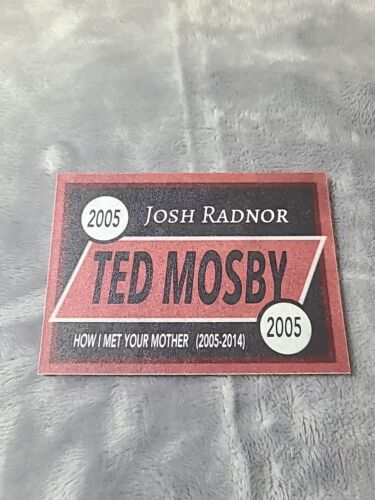 2005 Josh Radnor
TED MOSBY
2005
HOW I MET YOUR MOTHER (2005-2014)